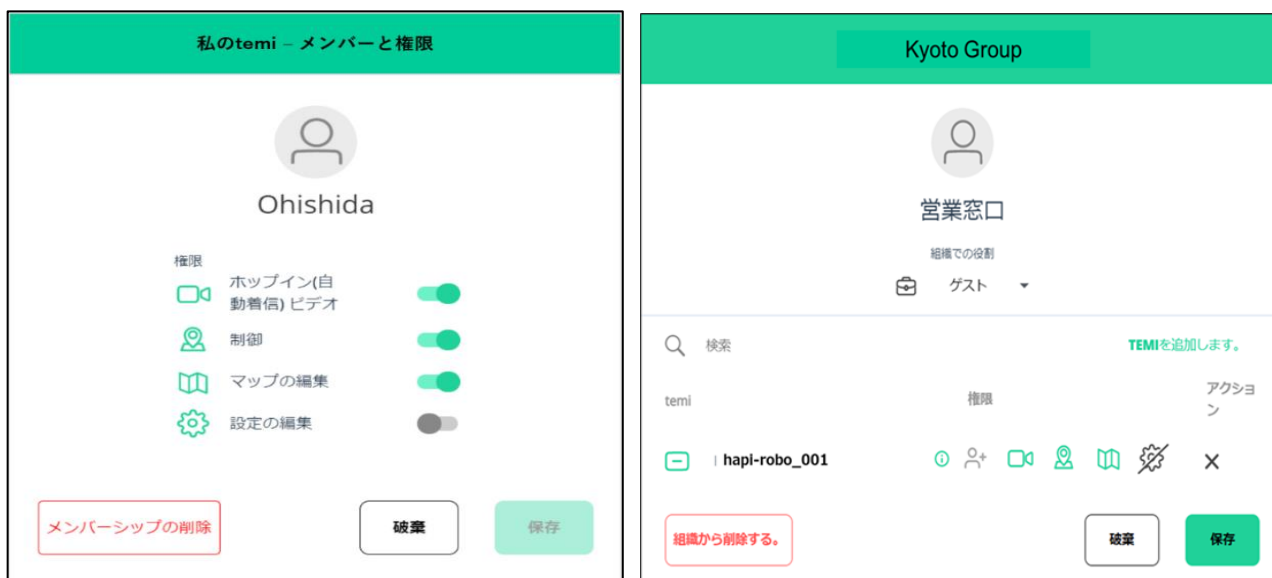 私のtemi – メンバーと権限
Ohishida
権限
ホップイン(自
動着信) ビデオ
制御
マップの編集
設定の編集
メンバーシップの削除
破棄
保存
Kyoto Group
営業窓口
組織での役割
ゲスト
検索
TEMIを追加します。
temi
権限
アクショ
ン
hapi-robo_001
組織から削除する。
破棄
保存